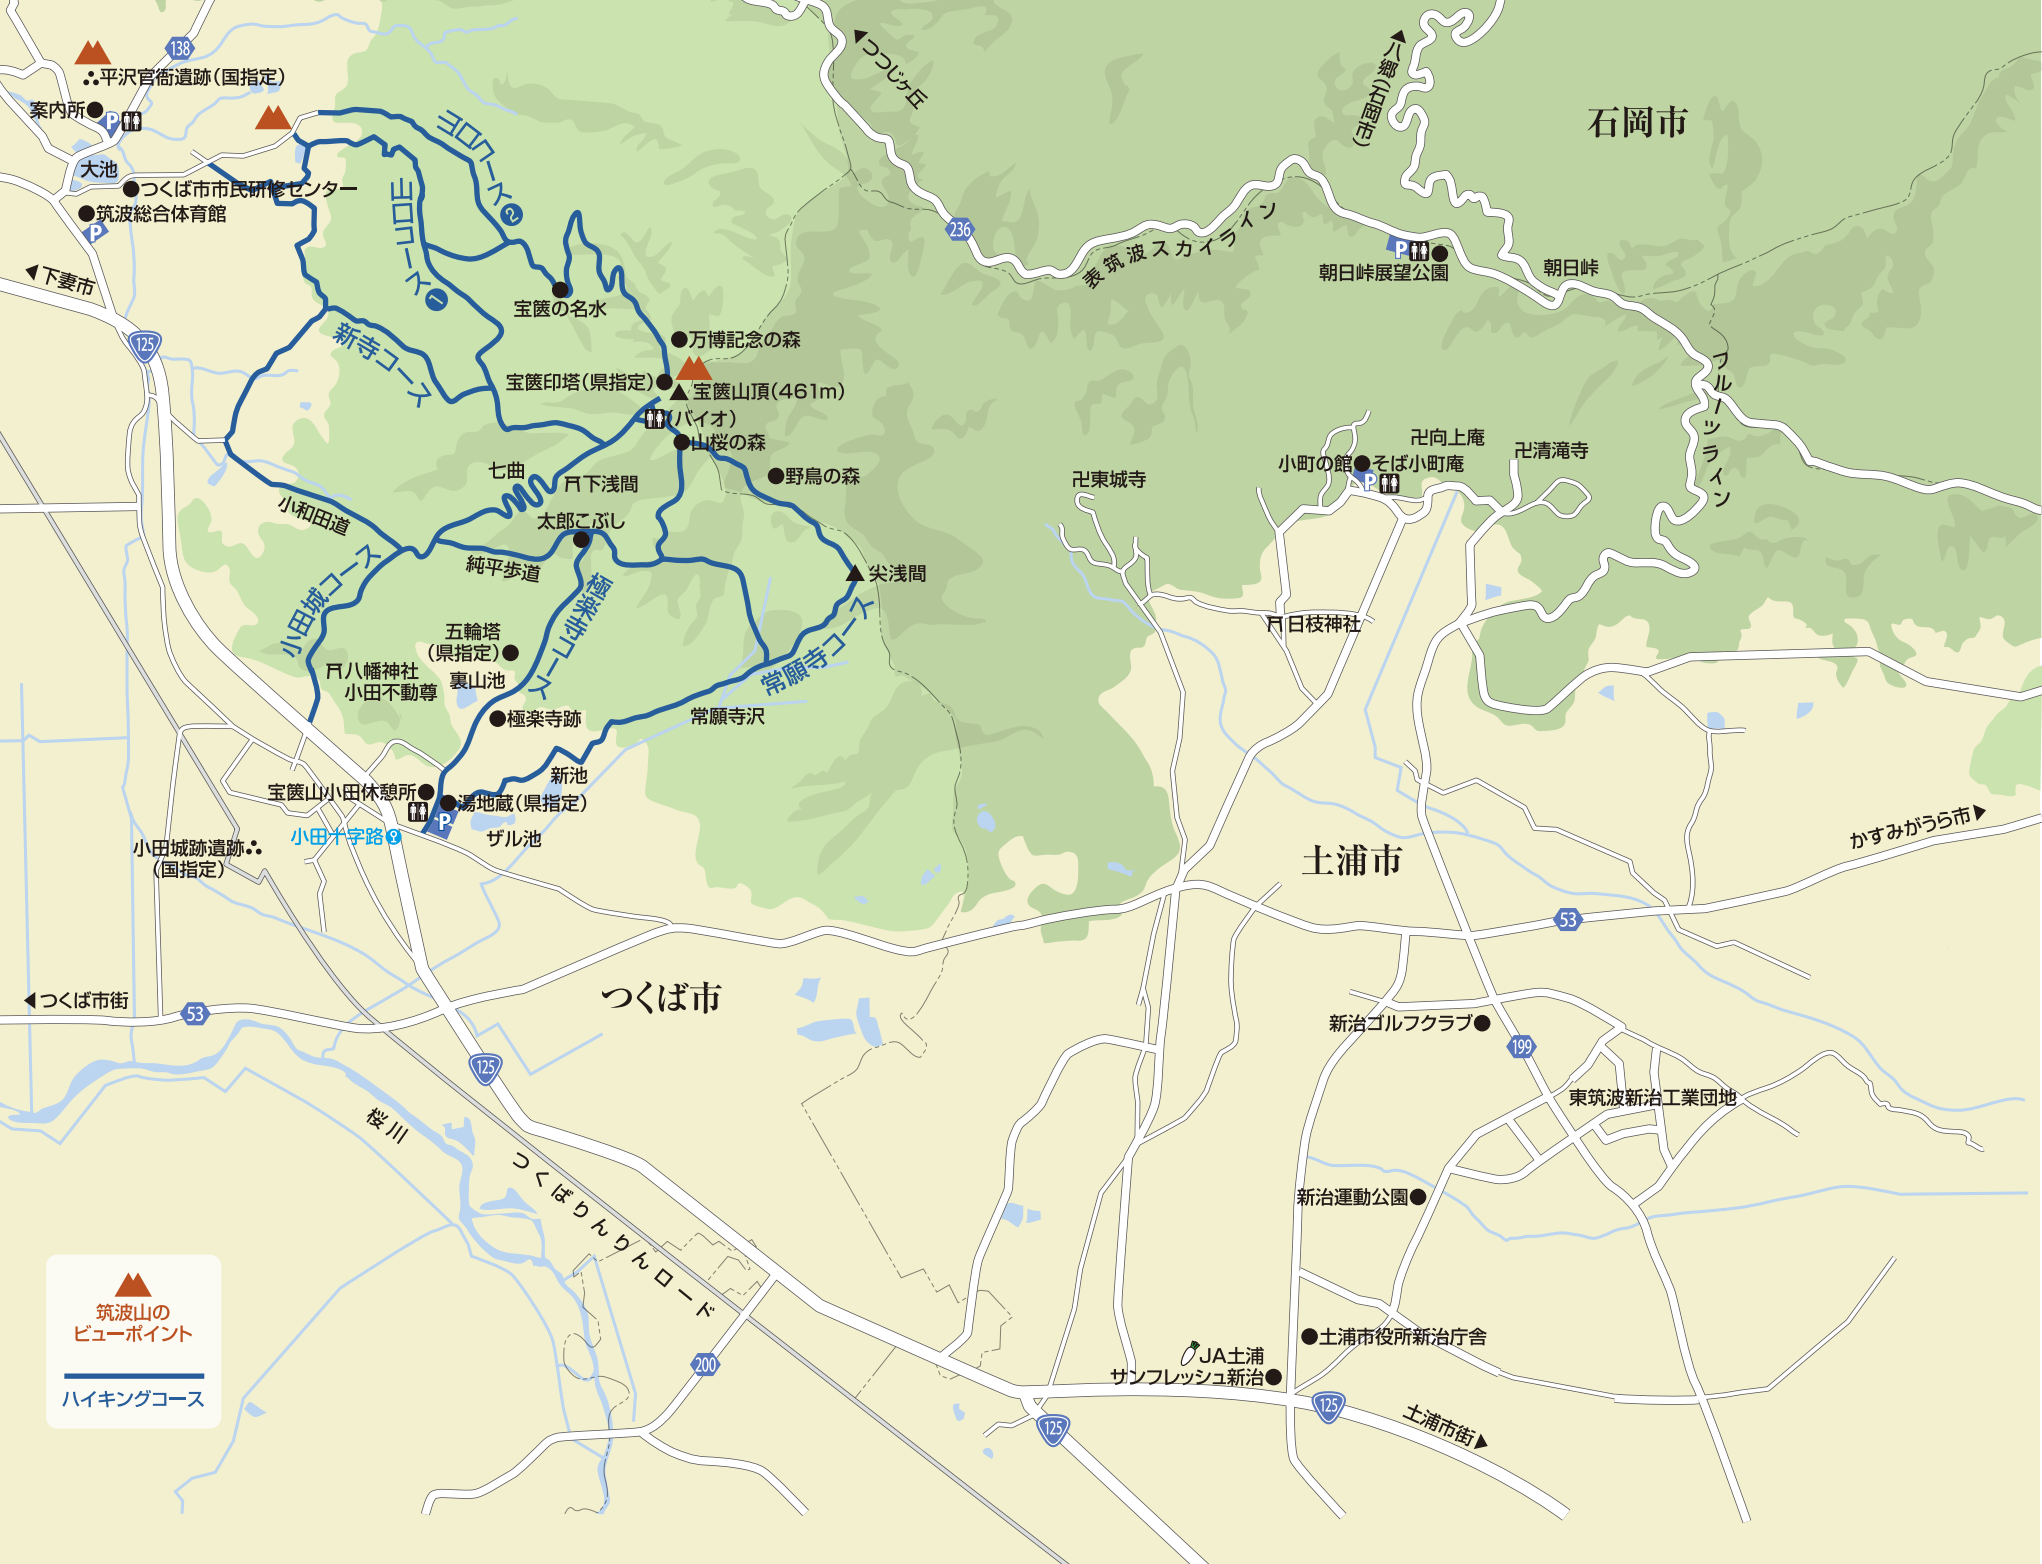 138
平沢官衙遺跡(国指定)
案内所
P
大池
つくば市市民研修センター
筑波総合体育館
P
下妻市
125
ヨロコース2
山口コース1
宝篋の名水
新寺コース
万博記念の森
宝篋印塔(県指定)
宝篋山頂(461m)
(バイオ)
山桜の森
野鳥の森
七曲
下浅間
太郎こぶし
小和田道
純平歩道
尖浅間
小田城コース
極楽寺コース
常願寺コース
五輪塔
(県指定)
八幡神社
小田不動尊
裏山池
極楽寺跡
常願寺沢
新池
宝篋山小田休憩所
湯地蔵(県指定)
P
小田十字路
ザル池
小田城跡遺跡
(国指定)
つつじヶ丘
八郷(石岡市)
石岡市
236
表筑波スカイライン
P
朝日峠展望公園
朝日峠
フルーツライン
卍東城寺
卍向上庵
小町の館
そば小町庵
P
卍清滝寺
日枝神社
土浦市
かすみがうら市
53
つくば市
つくば市街
53
125
桜川
つくばりんりんロード
200
新治ゴルフクラブ
199
東筑波新治工業団地
新治運動公園
土浦市役所新治庁舎
JA土浦
サンフレッシュ新治
125
125
土浦市街
筑波山の
ビューポイント
ハイキングコース